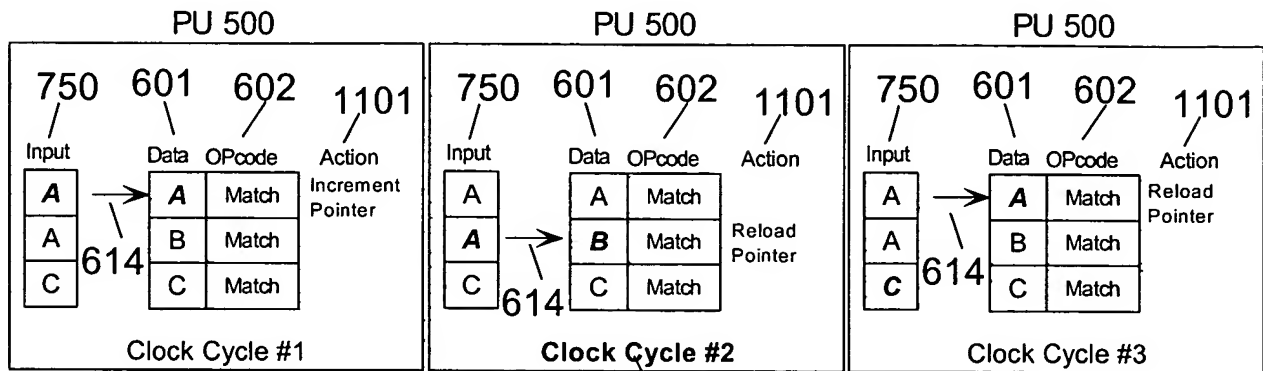 PU 500
750 601 602 1101
Input Data OPcode Action
A A Match Increment Pointer
A B Match
C C Match
614
Clock Cycle #1
PU 500
750 601 602 1101
Input Data OPcode Action
A A Match
A B Match Reload Pointer
C C Match
614
Clock Cycle #2
PU 500
750 601 602 1101
Input Data OPcode Action
A A Match Reload Pointer
A B Match
C C Match
614
Clock Cycle #3